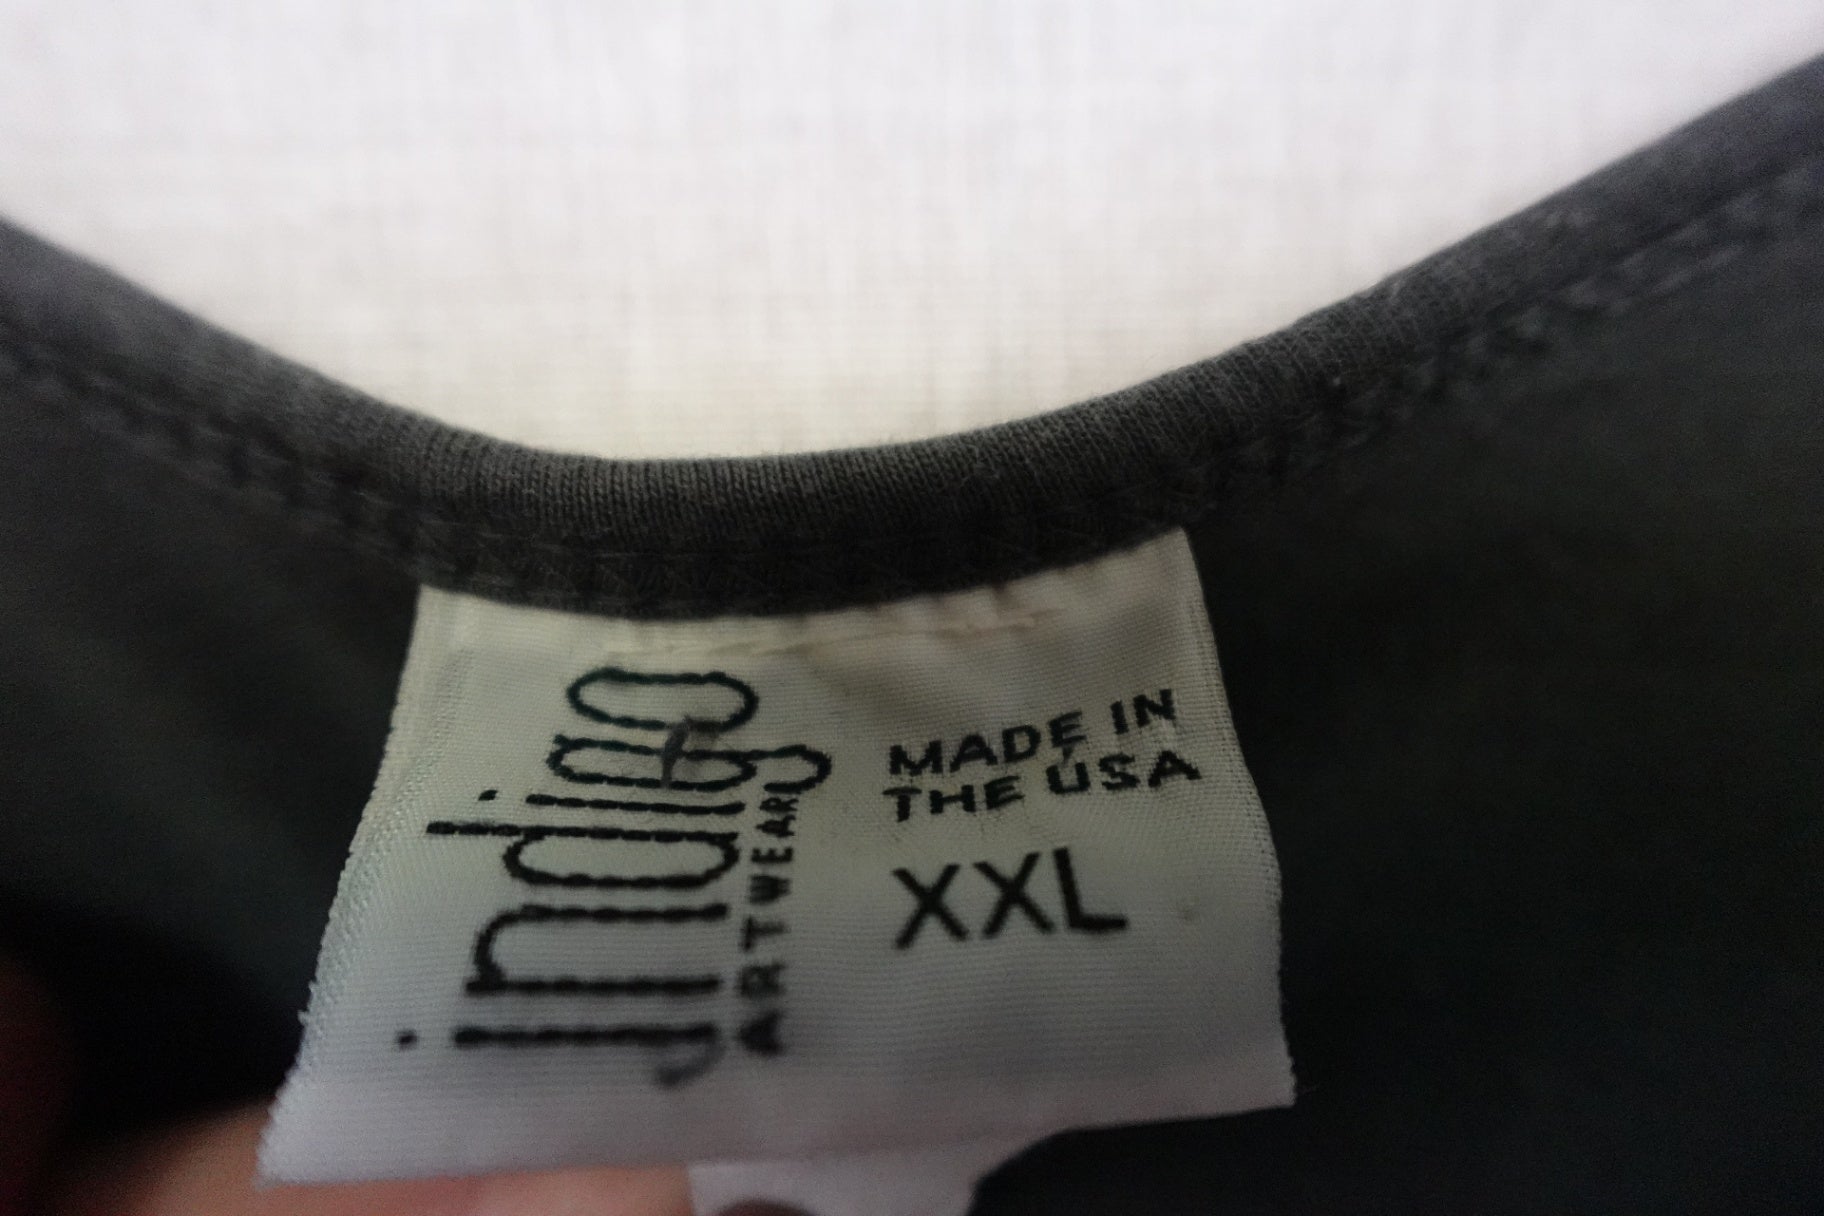 indigo
ARTWEAR
MADE IN
THE USA
XXL